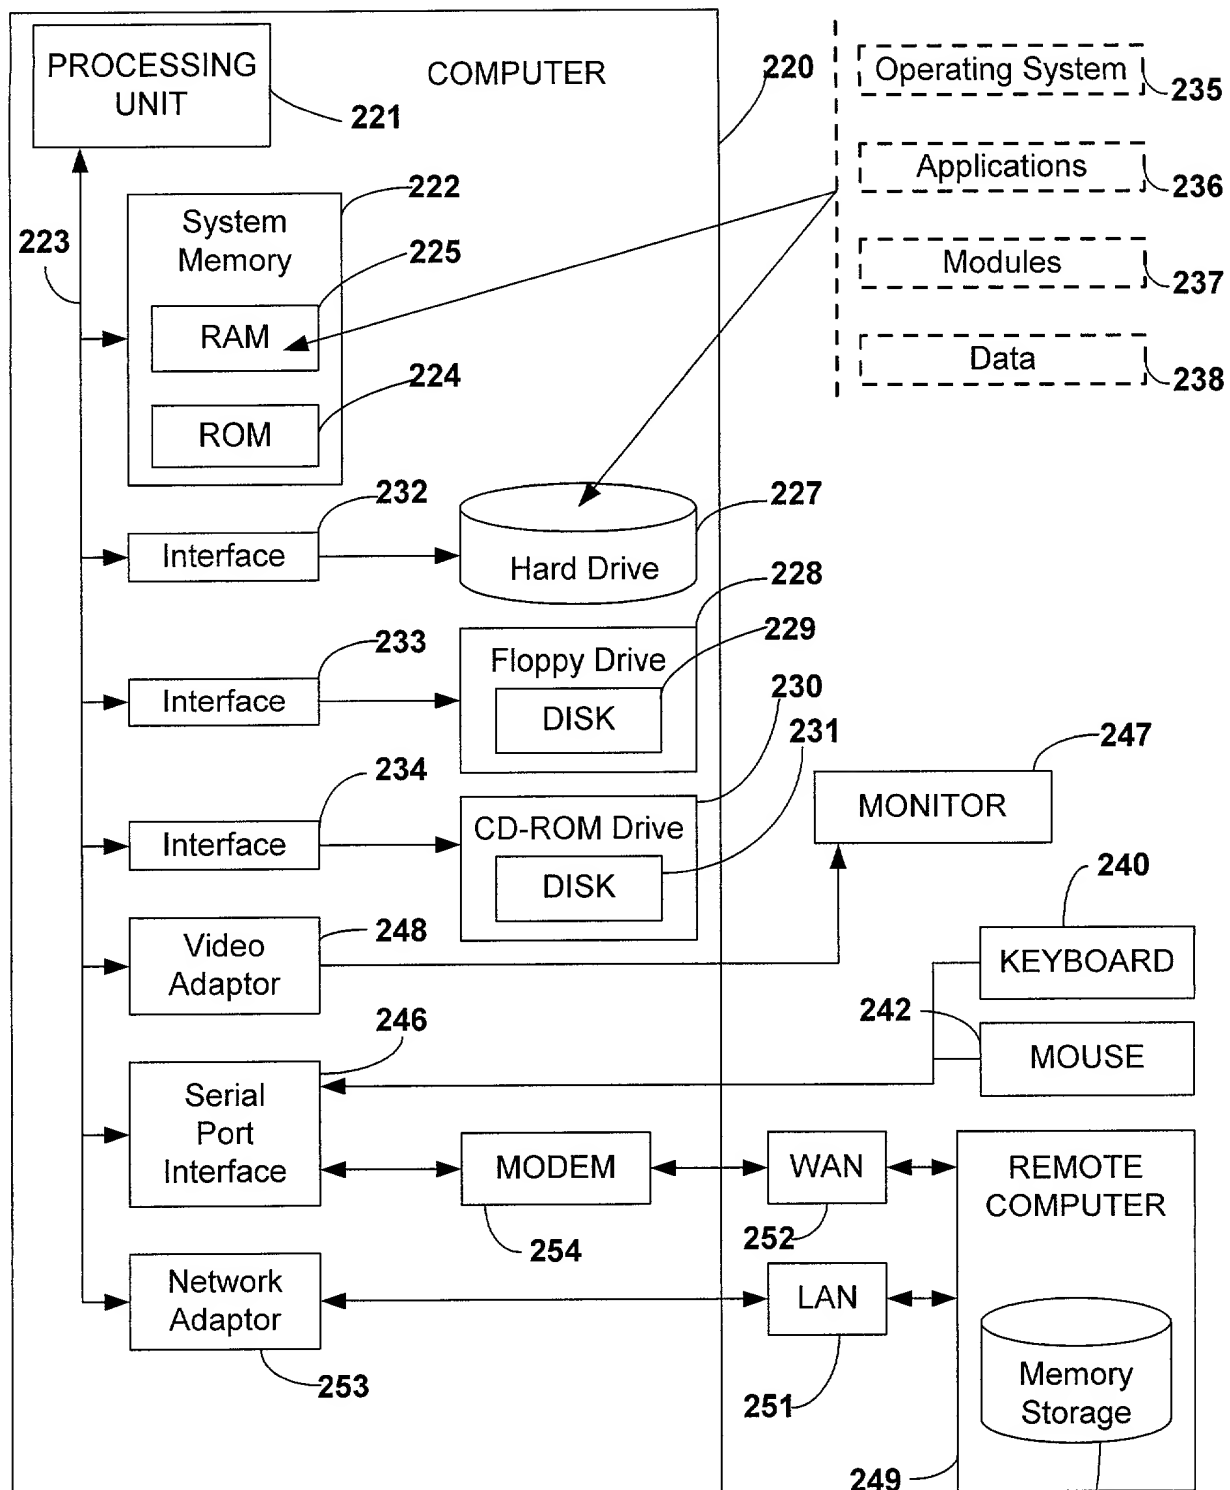 PROCESSING
UNIT
221
COMPUTER
220
Operating System
235
Applications
236
Modules
237
Data
238
223
222
System
Memory
225
RAM
224
ROM
232
Interface
227
Hard Drive
228
233
Interface
229
Floppy Drive
DISK
230
231
234
Interface
CD-ROM Drive
DISK
247
MONITOR
240
KEYBOARD
248
Video
Adaptor
242
MOUSE
246
Serial
Port
Interface
MODEM
254
WAN
252
REMOTE
COMPUTER
Network
Adaptor
253
LAN
251
Memory
Storage
249